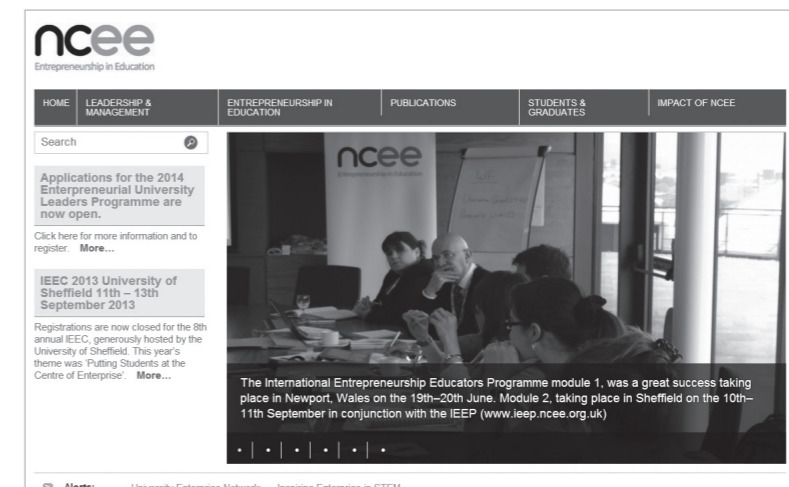 ncee
Entrepreneurship in Education
HOME
LEADERSHIP &
MANAGEMENT
ENTREPRENEURSHIP IN
EDUCATION
PUBLICATIONS
STUDENTS &
GRADUATES
IMPACT OF NCEE
Search
Applications for the 2014
Enterpreneurial University
Leaders Programme are
now open.
Click here for more information and to
register. More...
IEEC 2013 University of
Sheffield 11th – 13th
September 2013
Registrations are now closed for the 8th
annual IEEC, generously hosted by the
University of Sheffield. This year's
theme was 'Putting Students at the
Centre of Enterprise'. More...
ncee
Entrepreneurship in Education
The International Entrepreneurship Educators Programme module 1, was a great success taking
place in Newport, Wales on the 19th–20th June. Module 2, taking place in Sheffield on the 10th–
11th September in conjunction with the IEEP (www.ieep.ncee.org.uk)
Alerts: University Enterprise Network Inspiring Enterprise in STEM